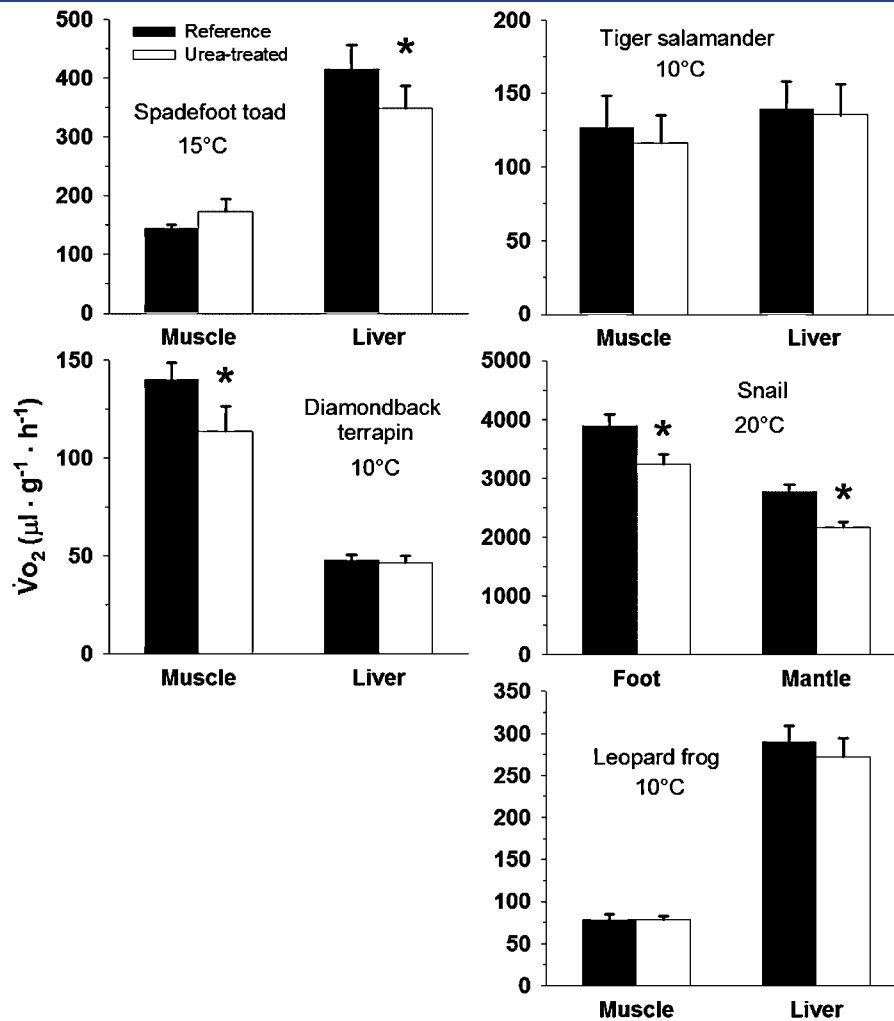 Reference
Urea-treated
Spadefoot toad
15°C
500
400
300
200
100
0
*
Muscle
Liver
Tiger salamander
10°C
200
150
100
50
0
Muscle
Liver
V̇o₂ (µl · g⁻¹ · h⁻¹)
150
100
50
0
*
Diamondback
terrapin
10°C
Muscle
Liver
5000
4000
3000
2000
1000
0
Snail
20°C
*
*
Foot
Mantle
350
300
250
200
150
100
50
0
Leopard frog
10°C
Muscle
Liver